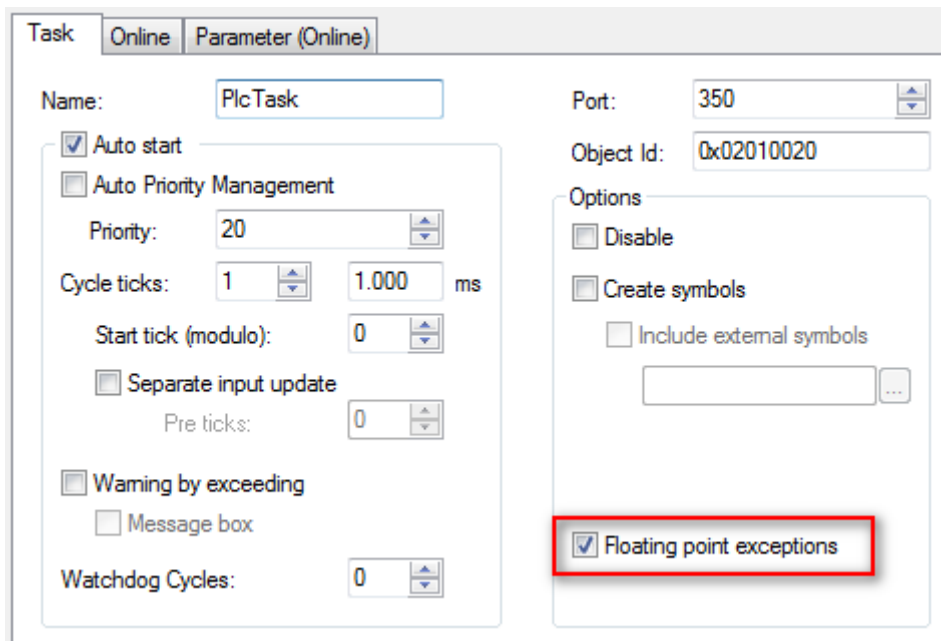 Task Online Parameter (Online)
Name: PlcTask
Port: 350
Auto start
Object Id: 0x02010020
Auto Priority Management
Options
Priority: 20
Disable
Cycle ticks: 1 1.000 ms
Create symbols
Start tick (modulo): 0
Include external symbols
Separate input update
...
Pre ticks: 0
Warning by exceeding
Message box
Floating point exceptions
Watchdog Cycles: 0